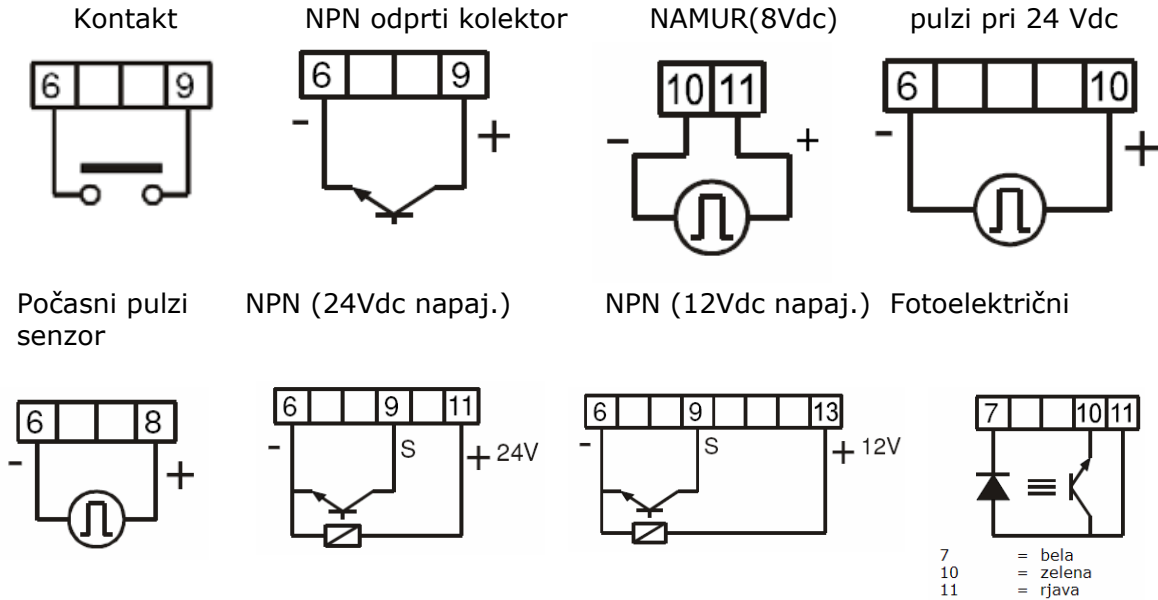 Kontakt NPN odprti kolektor NAMUR(8Vdc) pulzi pri 24 Vdc
6 9 6 9 10 11 6 10
- + - + - +
Počasni pulzi NPN (24Vdc napaj.) NPN (12Vdc napaj.) Fotoelektrični
senzor
6 8 6 9 11 6 9 13 7 10 11
- + - S + 24V - S + 12V
7 = bela
10 = zelena
11 = rjava